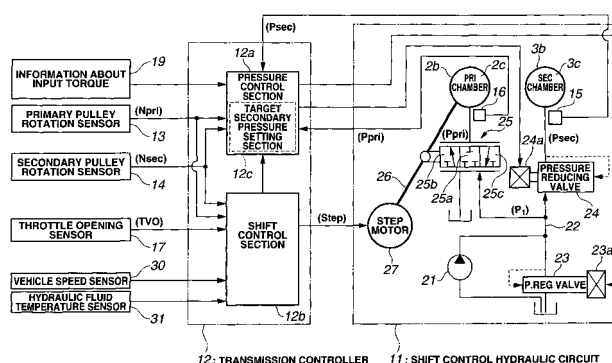 19
INFORMATION ABOUT
INPUT TORQUE
PRIMARY PULLEY
ROTATION SENSOR
13
SECONDARY PULLEY
ROTATION SENSOR
14
THROTTLE OPENING
SENSOR
17
VEHICLE SPEED SENSOR
30
HYDRAULIC FLUID
TEMPERATURE SENSOR
31
(Npri)
(Nsec)
(TVO)
(Psec)
12a
PRESSURE
CONTROL
SECTION
TARGET
SECONDARY
PRESSURE
SETTING
SECTION
12c
SHIFT
CONTROL
SECTION
12b
(Step)
(Ppri)
2b
2c
PRI
CHAMBER
16
3b
3c
SEC
CHAMBER
15
(Psec)
(Ppri)
25
24a
25b
25a
25c
26
STEP
MOTOR
27
PRESSURE
REDUCING
VALVE
24
(P1)
22
21
23
23a
P.REG VALVE
12 : TRANSMISSION CONTROLLER
11 : SHIFT CONTROL HYDRAULIC CIRCUIT